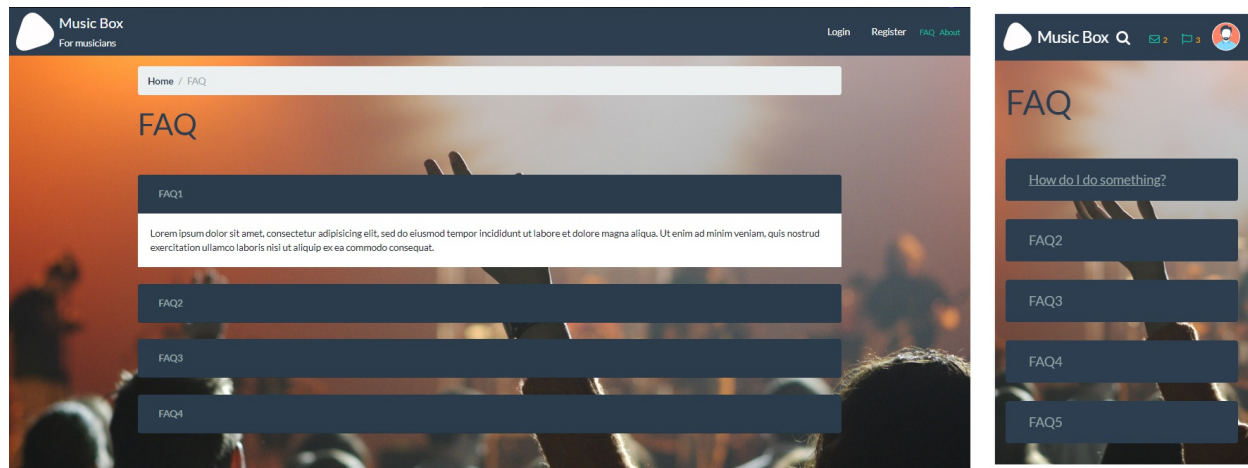 Music Box
For musicians
Login Register FAQ About
Home / FAQ
FAQ
FAQ1
Lorem ipsum dolor sit amet, consectetur adipisicing elit, sed do eiusmod tempor incididunt ut labore et dolore magna aliqua. Ut enim ad minim veniam, quis nostrud
exercitation ullamco laboris nisi ut aliquip ex ea commodo consequat.
FAQ2
FAQ3
FAQ4
Music Box 2 3
FAQ
How do I do something?
FAQ2
FAQ3
FAQ4
FAQ5